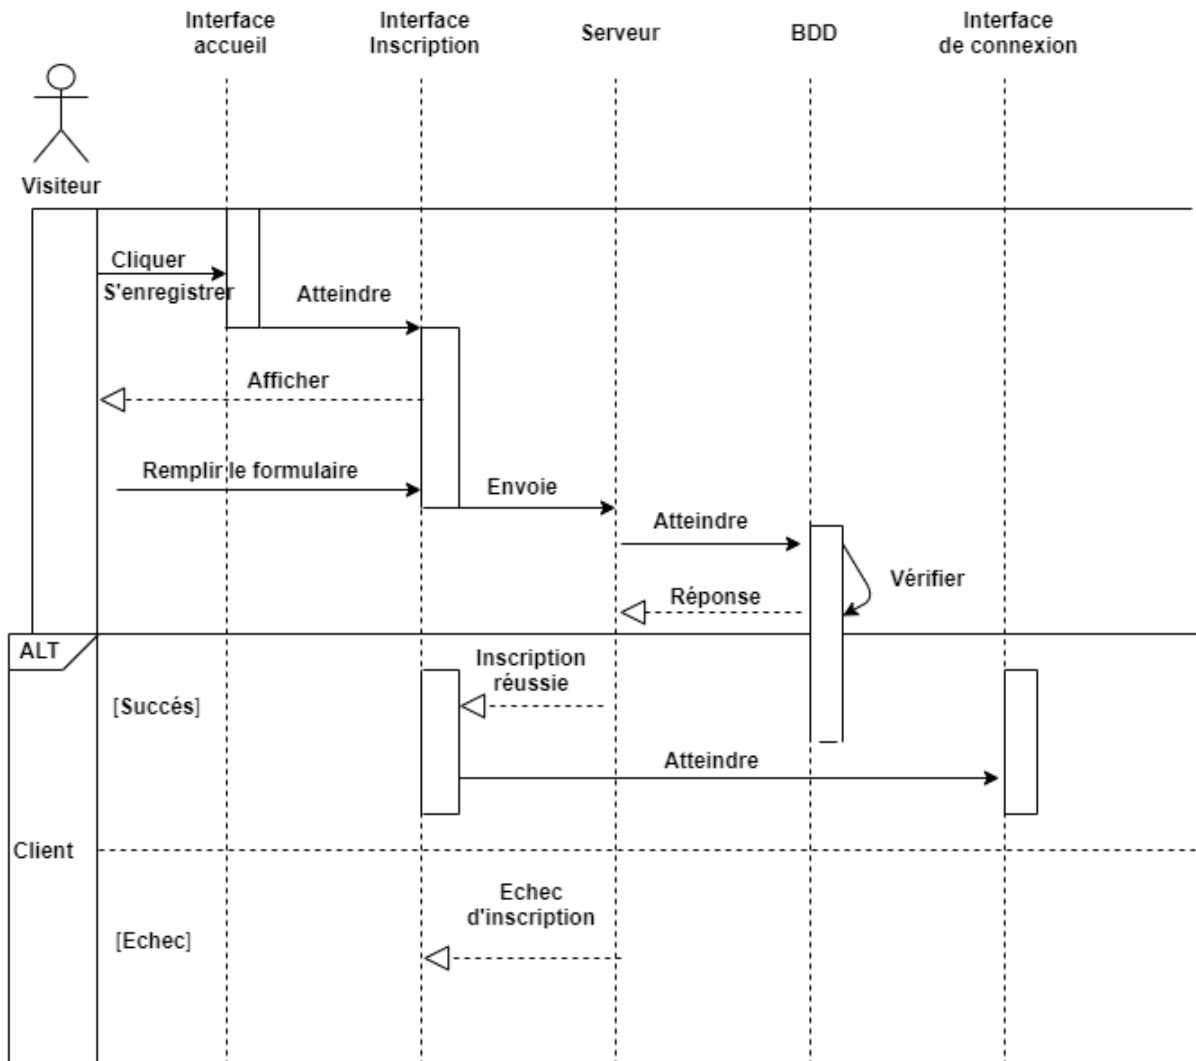 Interface
accueil
Interface
Inscription
Serveur
BDD
Interface
de connexion
Visiteur
Cliquer
S'enregistrer
Atteindre
Afficher
Remplir le formulaire
Envoie
Atteindre
Vérifier
Réponse
ALT
Inscription
réussie
[Succés]
Atteindre
Client
Echec
d'inscription
[Echec]